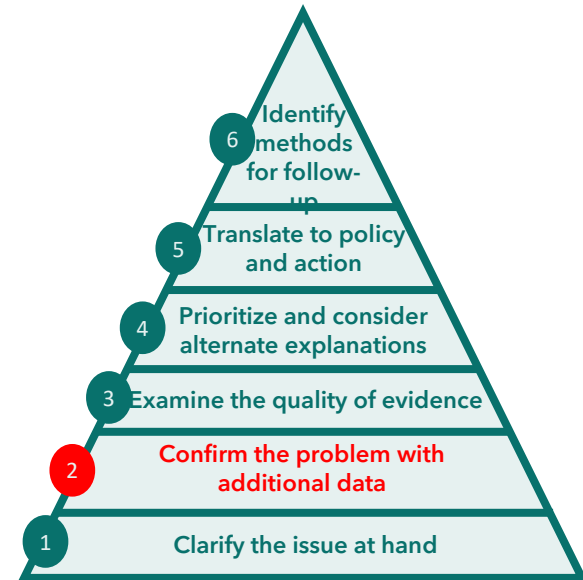 6
Identify
methods
for follow-
up
5
Translate to policy
and action
4
Prioritize and consider
alternate explanations
3
Examine the quality of evidence
2
Confirm the problem with
additional data
1
Clarify the issue at hand